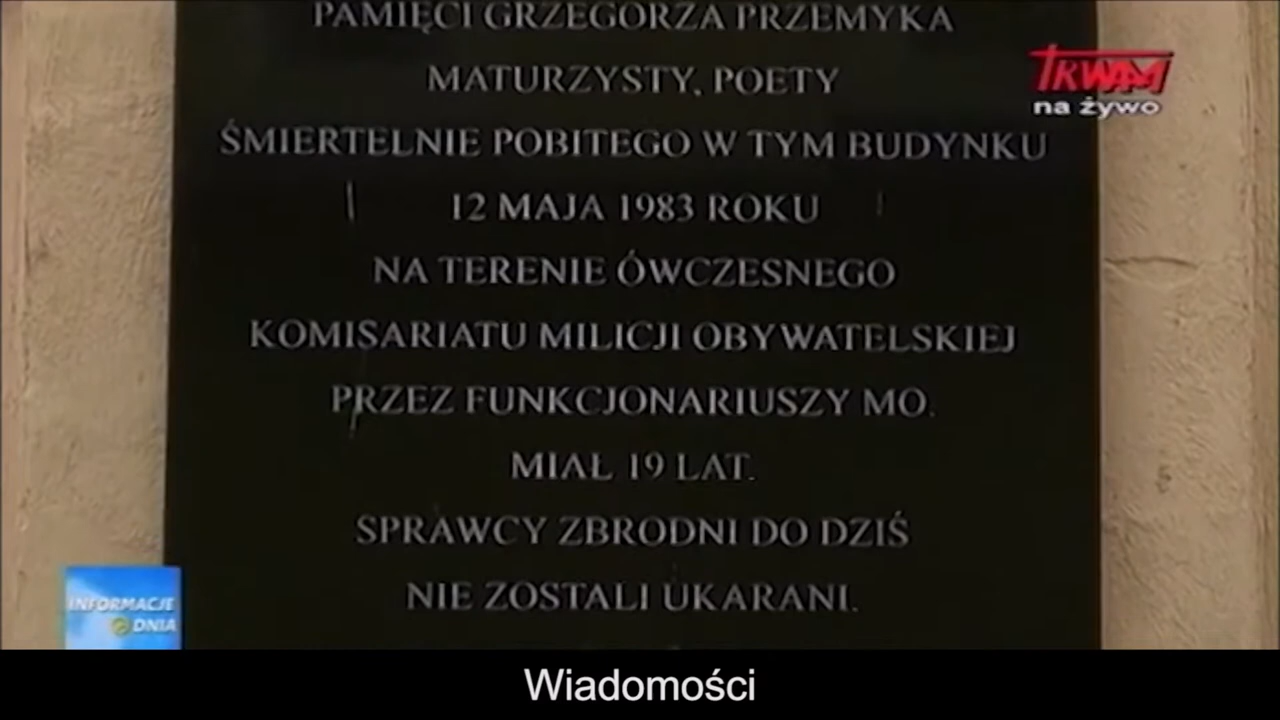 PAMIĘCI GRZEGORZA PRZEMYKA
TRWAM
na żywo
MATURZYSTY, POETY
ŚMIERTELNIE POBITEGO W TYM BUDYNKU
12 MAJA 1983 ROKU
NA TERENIE ÓWCZESNEGO
KOMISARIATU MILICJI OBYWATELSKIEJ
PRZEZ FUNKCJONARIUSZY MO.
MIAŁ 19 LAT.
SPRAWCY ZBRODNI DO DZIŚ
NIE ZOSTALI UKARANI.
INFORMACJE
DNIA
Wiadomości